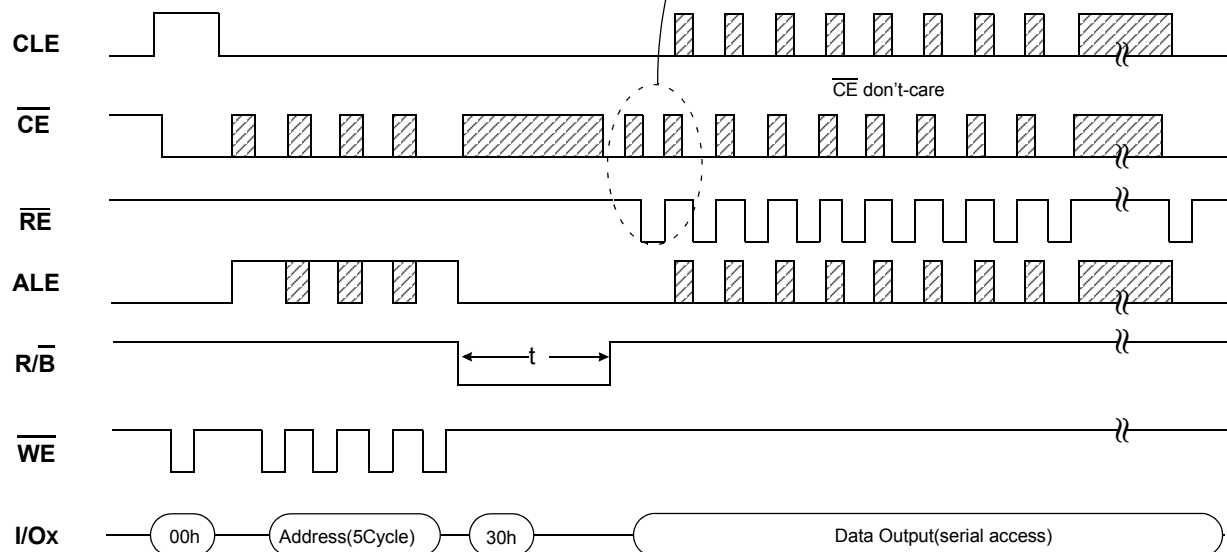 CLE
CE don't-care
CE
RE
ALE
R/B
t
WE
I/Ox
00h
Address(5Cycle)
30h
Data Output(serial access)